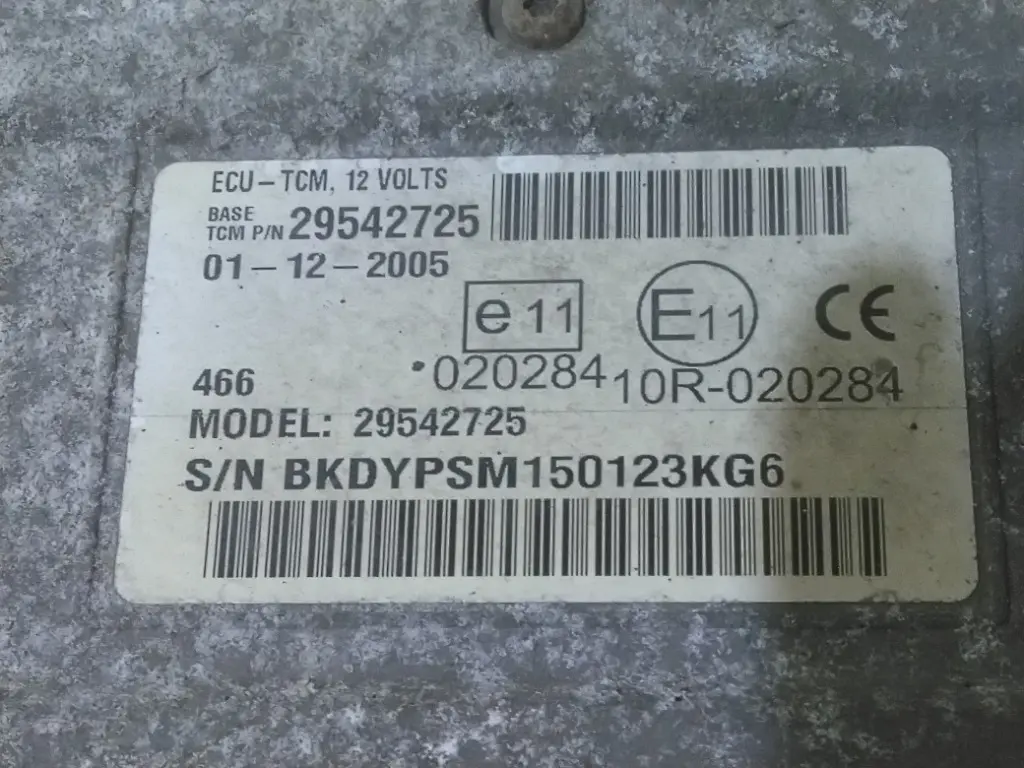 ECU-TCM, 12 VOLTS
BASE
TCM P/N 29542725
01-12-2005
e 11
E11
CE
020284
10R-020284
466
MODEL: 29542725
S/N BKDYPSM150123KG6